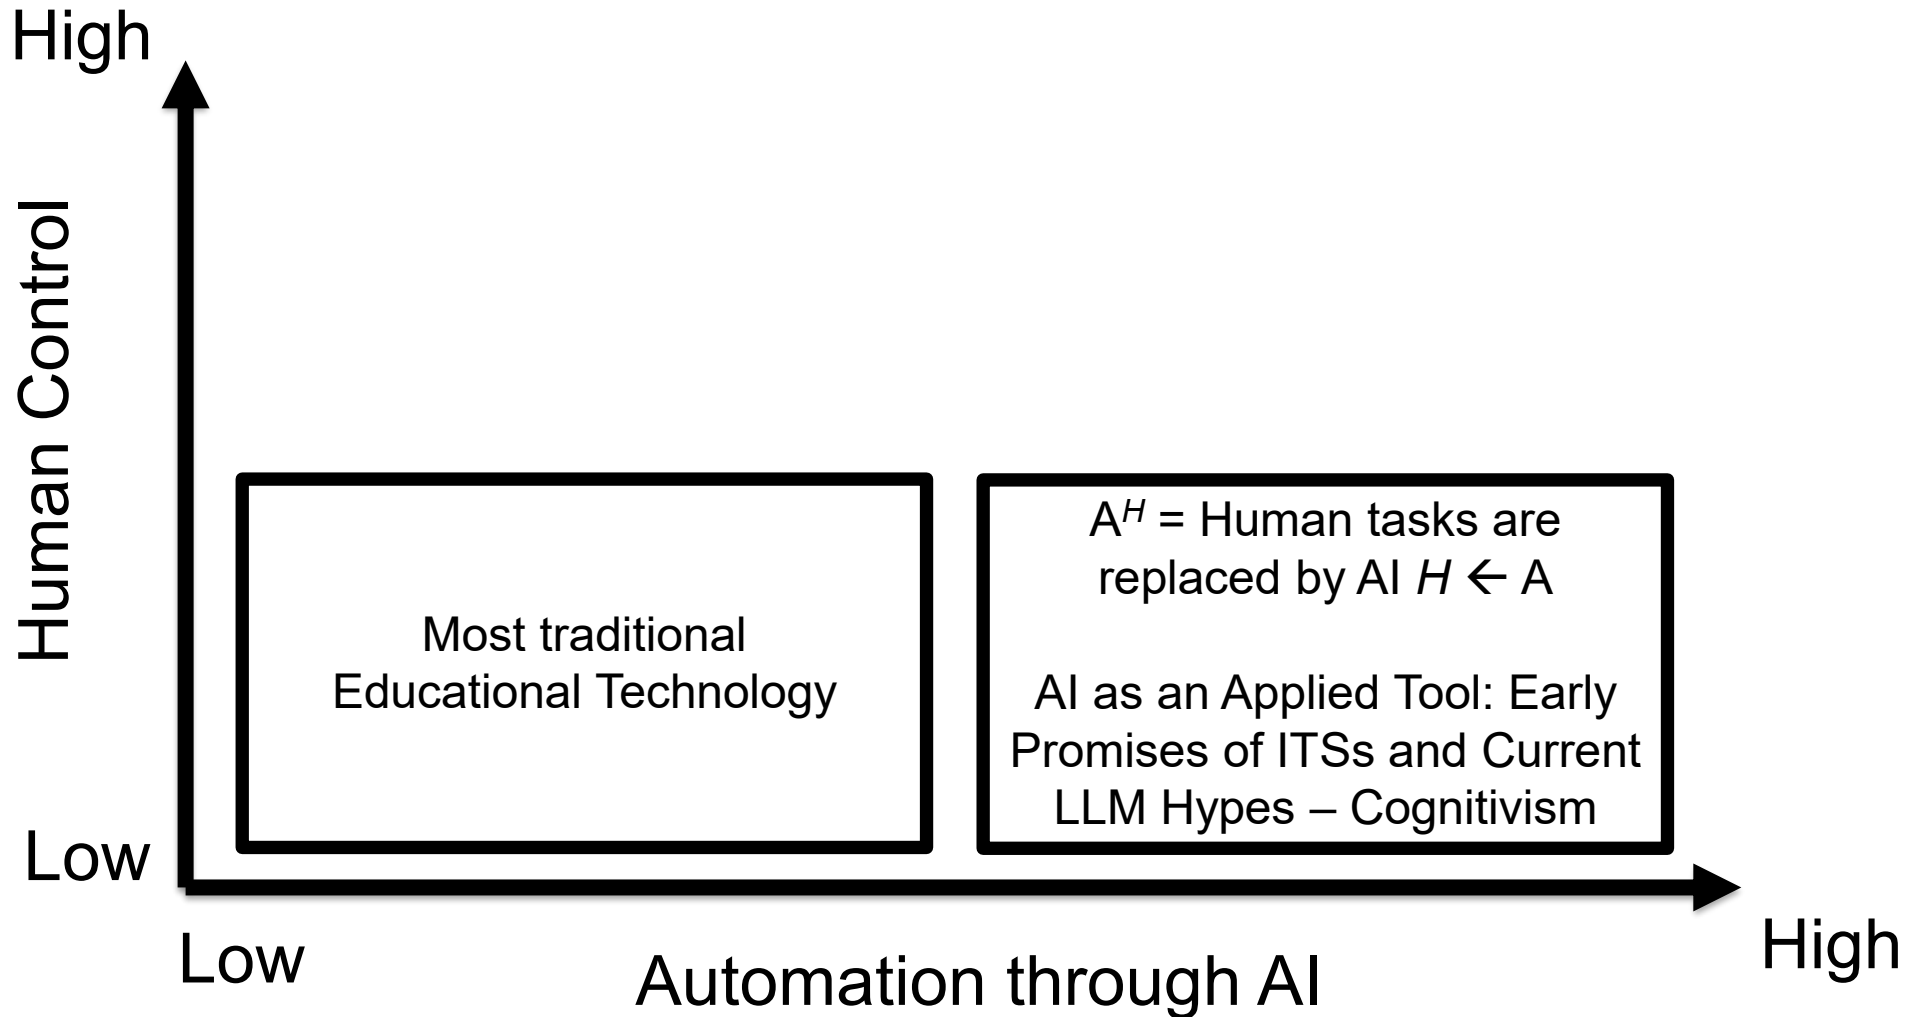 High
Human Control
Most traditional
Educational Technology
A^H = Human tasks are
replaced by AI H ← A
AI as an Applied Tool: Early
Promises of ITSs and Current
LLM Hypes – Cognitivism
Low
Low
Automation through AI
High